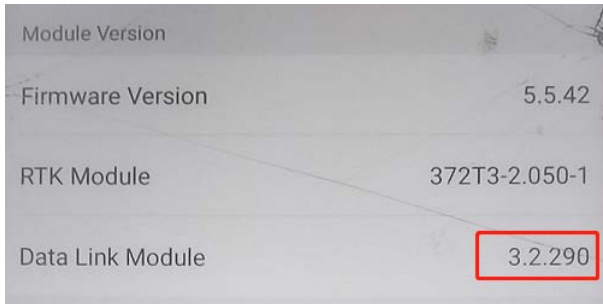 Module Version
Firmware Version 5.5.42
RTK Module 372T3-2.050-1
Data Link Module 3.2.290